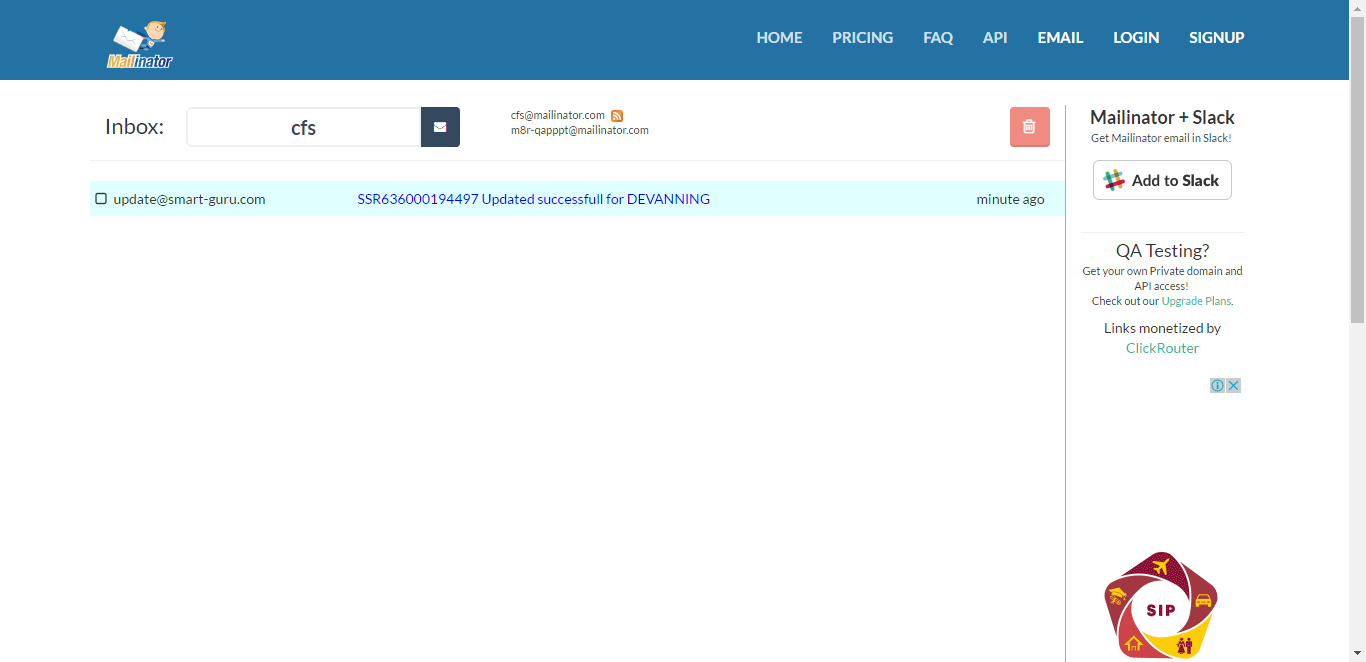 Mailinator
HOME PRICING FAQ API EMAIL LOGIN SIGNUP
Inbox: cfs
cfs@mailinator.com
m8r-qapppt@mailinator.com
update@smart-guru.com SSR636000194497 Updated successfull for DEVANNING minute ago
Mailinator + Slack
Get Mailinator email in Slack!
Add to Slack
QA Testing?
Get your own Private domain and
API access!
Check out our Upgrade Plans.
Links monetized by
ClickRouter
SIP